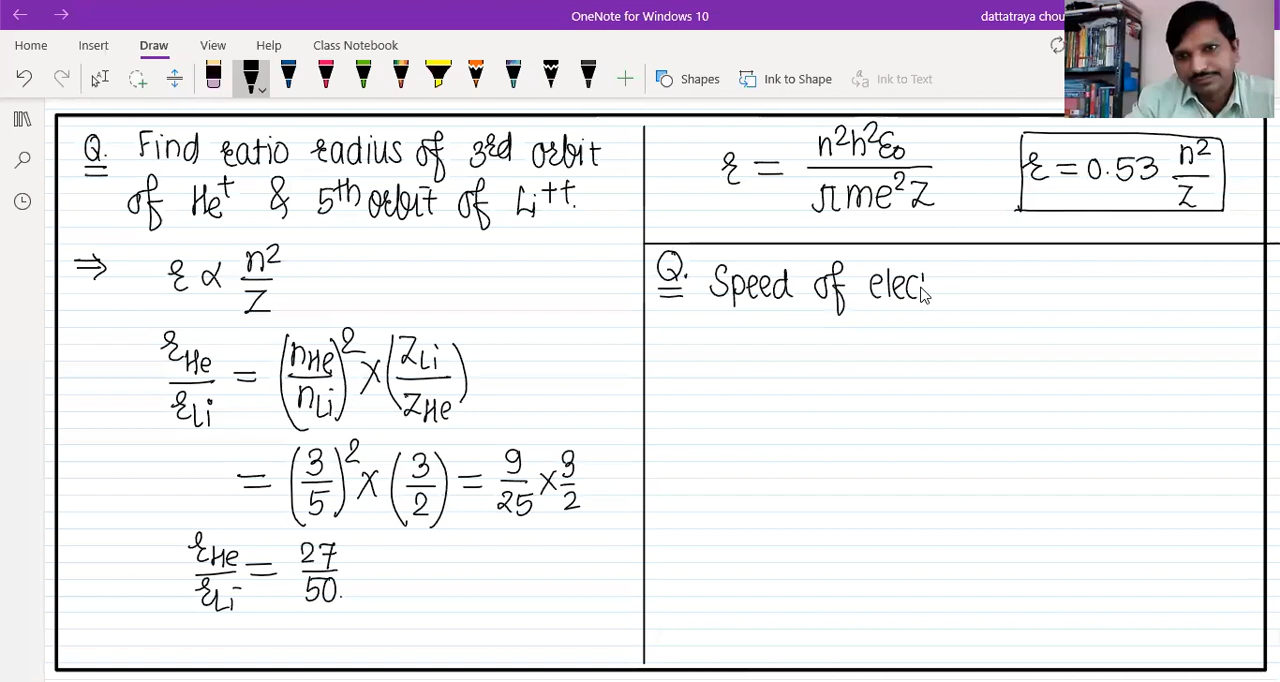 OneNote for Windows 10
dattatraya chou
Home Insert Draw View Help Class Notebook
Shapes Ink to Shape Ink to Text
Q. Find ratio radius of 3rd orbit
of He+ & 5th orbit of Li++.
⇒ r ∝ n²/Z
rHe/rLi = (nHe/nLi)² × (ZLi/ZHe)
= (3/5)² × (3/2) = 9/25 × 3/2
rHe/rLi = 27/50.
r = n²h²ε₀/πme²Z
r = 0.53 n²/Z
Q. Speed of elec